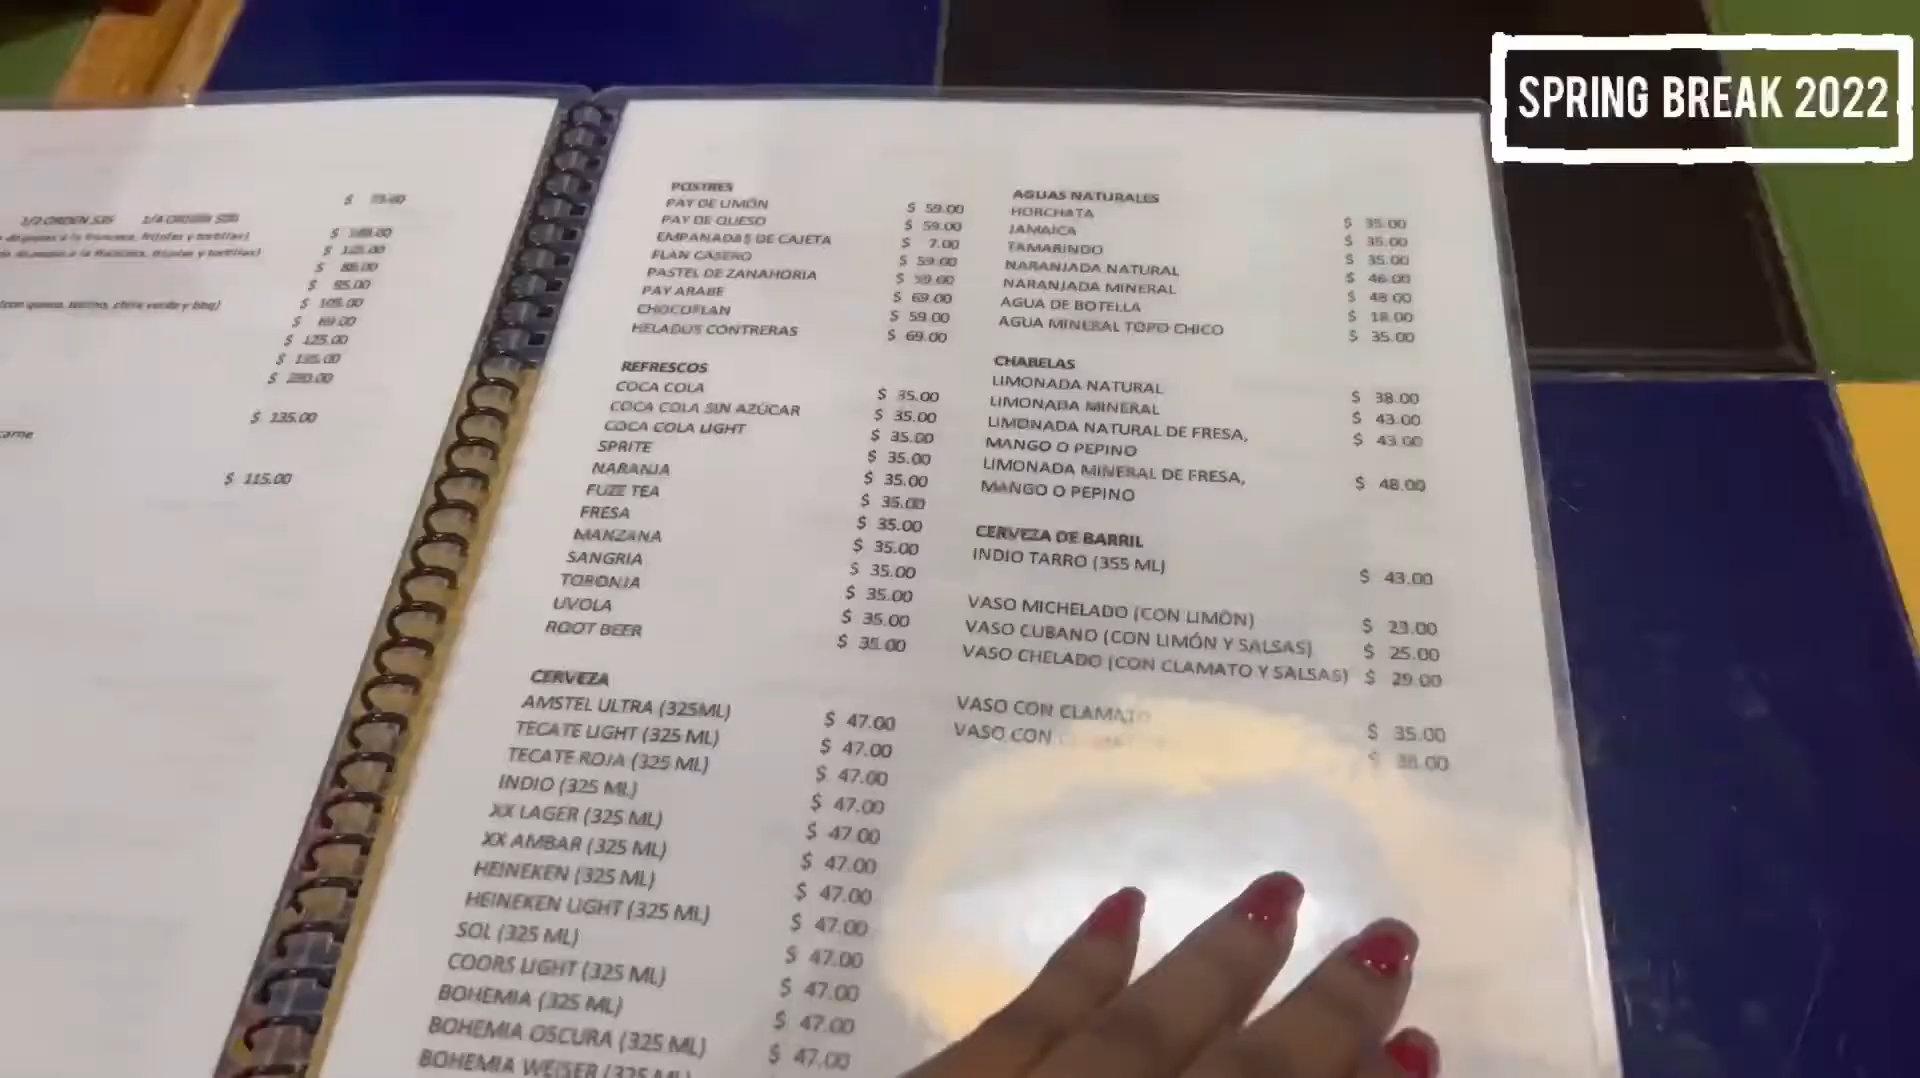 SPRING BREAK 2022
$ 135.00
carne
$ 115.00
POSTRES
PAY DE LIMÓN $ 59.00
PAY DE QUESO $ 59.00
EMPANADAS DE CAJETA $ 7.00
FLAN CASERO $ 59.00
PASTEL DE ZANAHORIA $ 59.00
PAY ARABE $ 69.00
CHOCOFLAN $ 59.00
HELADOS CONTRERAS $ 69.00
REFRESCOS
COCA COLA $ 35.00
COCA COLA SIN AZÚCAR $ 35.00
COCA COLA LIGHT $ 35.00
SPRITE $ 35.00
NARANJA $ 35.00
FUZE TEA $ 35.00
FRESA $ 35.00
MANZANA $ 35.00
SANGRIA $ 35.00
TORONJA $ 35.00
UVOLA $ 35.00
ROOT BEER $ 35.00
CERVEZA
AMSTEL ULTRA (325ML) $ 47.00
TECATE LIGHT (325 ML) $ 47.00
TECATE ROJA (325 ML) $ 47.00
INDIO (325 ML) $ 47.00
XX LAGER (325 ML) $ 47.00
XX AMBAR (325 ML) $ 47.00
HEINEKEN (325 ML) $ 47.00
HEINEKEN LIGHT (325 ML) $ 47.00
SOL (325 ML) $ 47.00
COORS LIGHT (325 ML) $ 47.00
BOHEMIA (325 ML) $ 47.00
BOHEMIA OSCURA (325 ML) $ 47.00
BOHEMIA WEISER (325 ML)
AGUAS NATURALES
HORCHATA $ 35.00
JAMAICA $ 35.00
TAMARINDO $ 35.00
NARANJADA NATURAL $ 46.00
NARANJADA MINERAL $ 48.00
AGUA DE BOTELLA $ 18.00
AGUA MINERAL TOPO CHICO $ 35.00
CHABELAS
LIMONADA NATURAL $ 38.00
LIMONADA MINERAL $ 43.00
LIMONADA NATURAL DE FRESA, $ 43.00
MANGO O PEPINO
LIMONADA MINERAL DE FRESA, $ 48.00
MANGO O PEPINO
CERVEZA DE BARRIL
INDIO TARRO (355 ML) $ 43.00
VASO MICHELADO (CON LIMÓN) $ 23.00
VASO CUBANO (CON LIMÓN Y SALSAS) $ 25.00
VASO CHELADO (CON CLAMATO Y SALSAS) $ 29.00
VASO CON CLAMATO $ 35.00
VASO CON $ 38.00